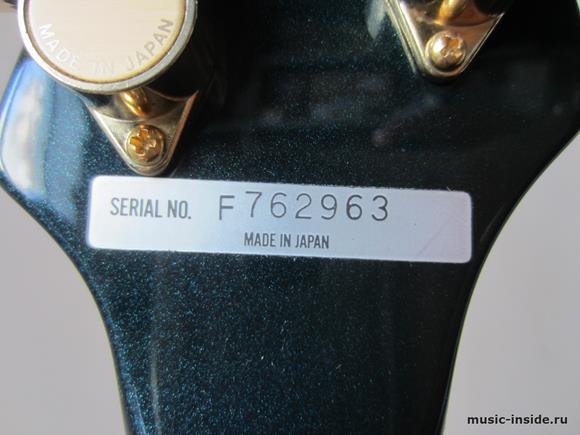 MADE IN JAPAN
SERIAL NO. F762963
MADE IN JAPAN
music-inside.ru